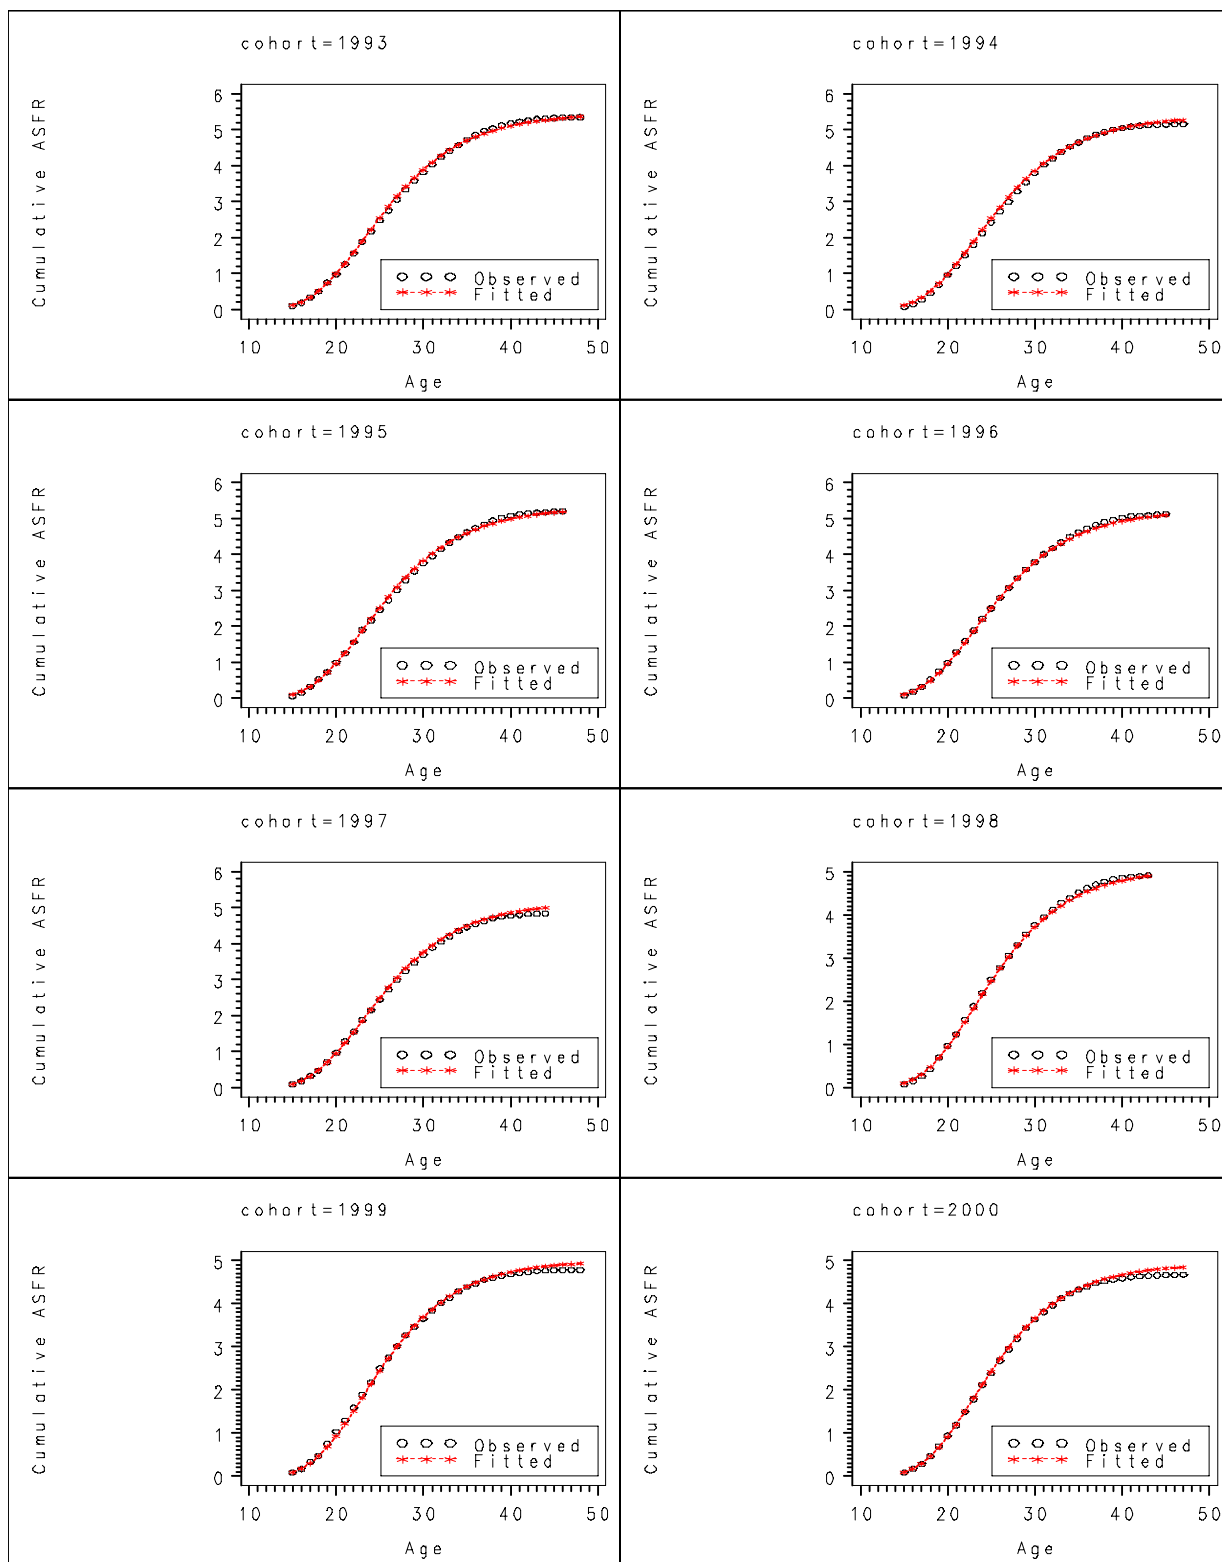 cohort=1993
Cumulative ASFR
6
5
4
3
2
1
0
Observed
Fitted
10 20 30 40 50
Age
cohort=1994
Cumulative ASFR
6
5
4
3
2
1
0
Observed
Fitted
10 20 30 40 50
Age
cohort=1995
Cumulative ASFR
6
5
4
3
2
1
0
Observed
Fitted
10 20 30 40 50
Age
cohort=1996
Cumulative ASFR
6
5
4
3
2
1
0
Observed
Fitted
10 20 30 40 50
Age
cohort=1997
Cumulative ASFR
6
5
4
3
2
1
0
Observed
Fitted
10 20 30 40 50
Age
cohort=1998
Cumulative ASFR
5
4
3
2
1
0
Observed
Fitted
10 20 30 40 50
Age
cohort=1999
Cumulative ASFR
5
4
3
2
1
0
Observed
Fitted
10 20 30 40 50
Age
cohort=2000
Cumulative ASFR
5
4
3
2
1
0
Observed
Fitted
10 20 30 40 50
Age